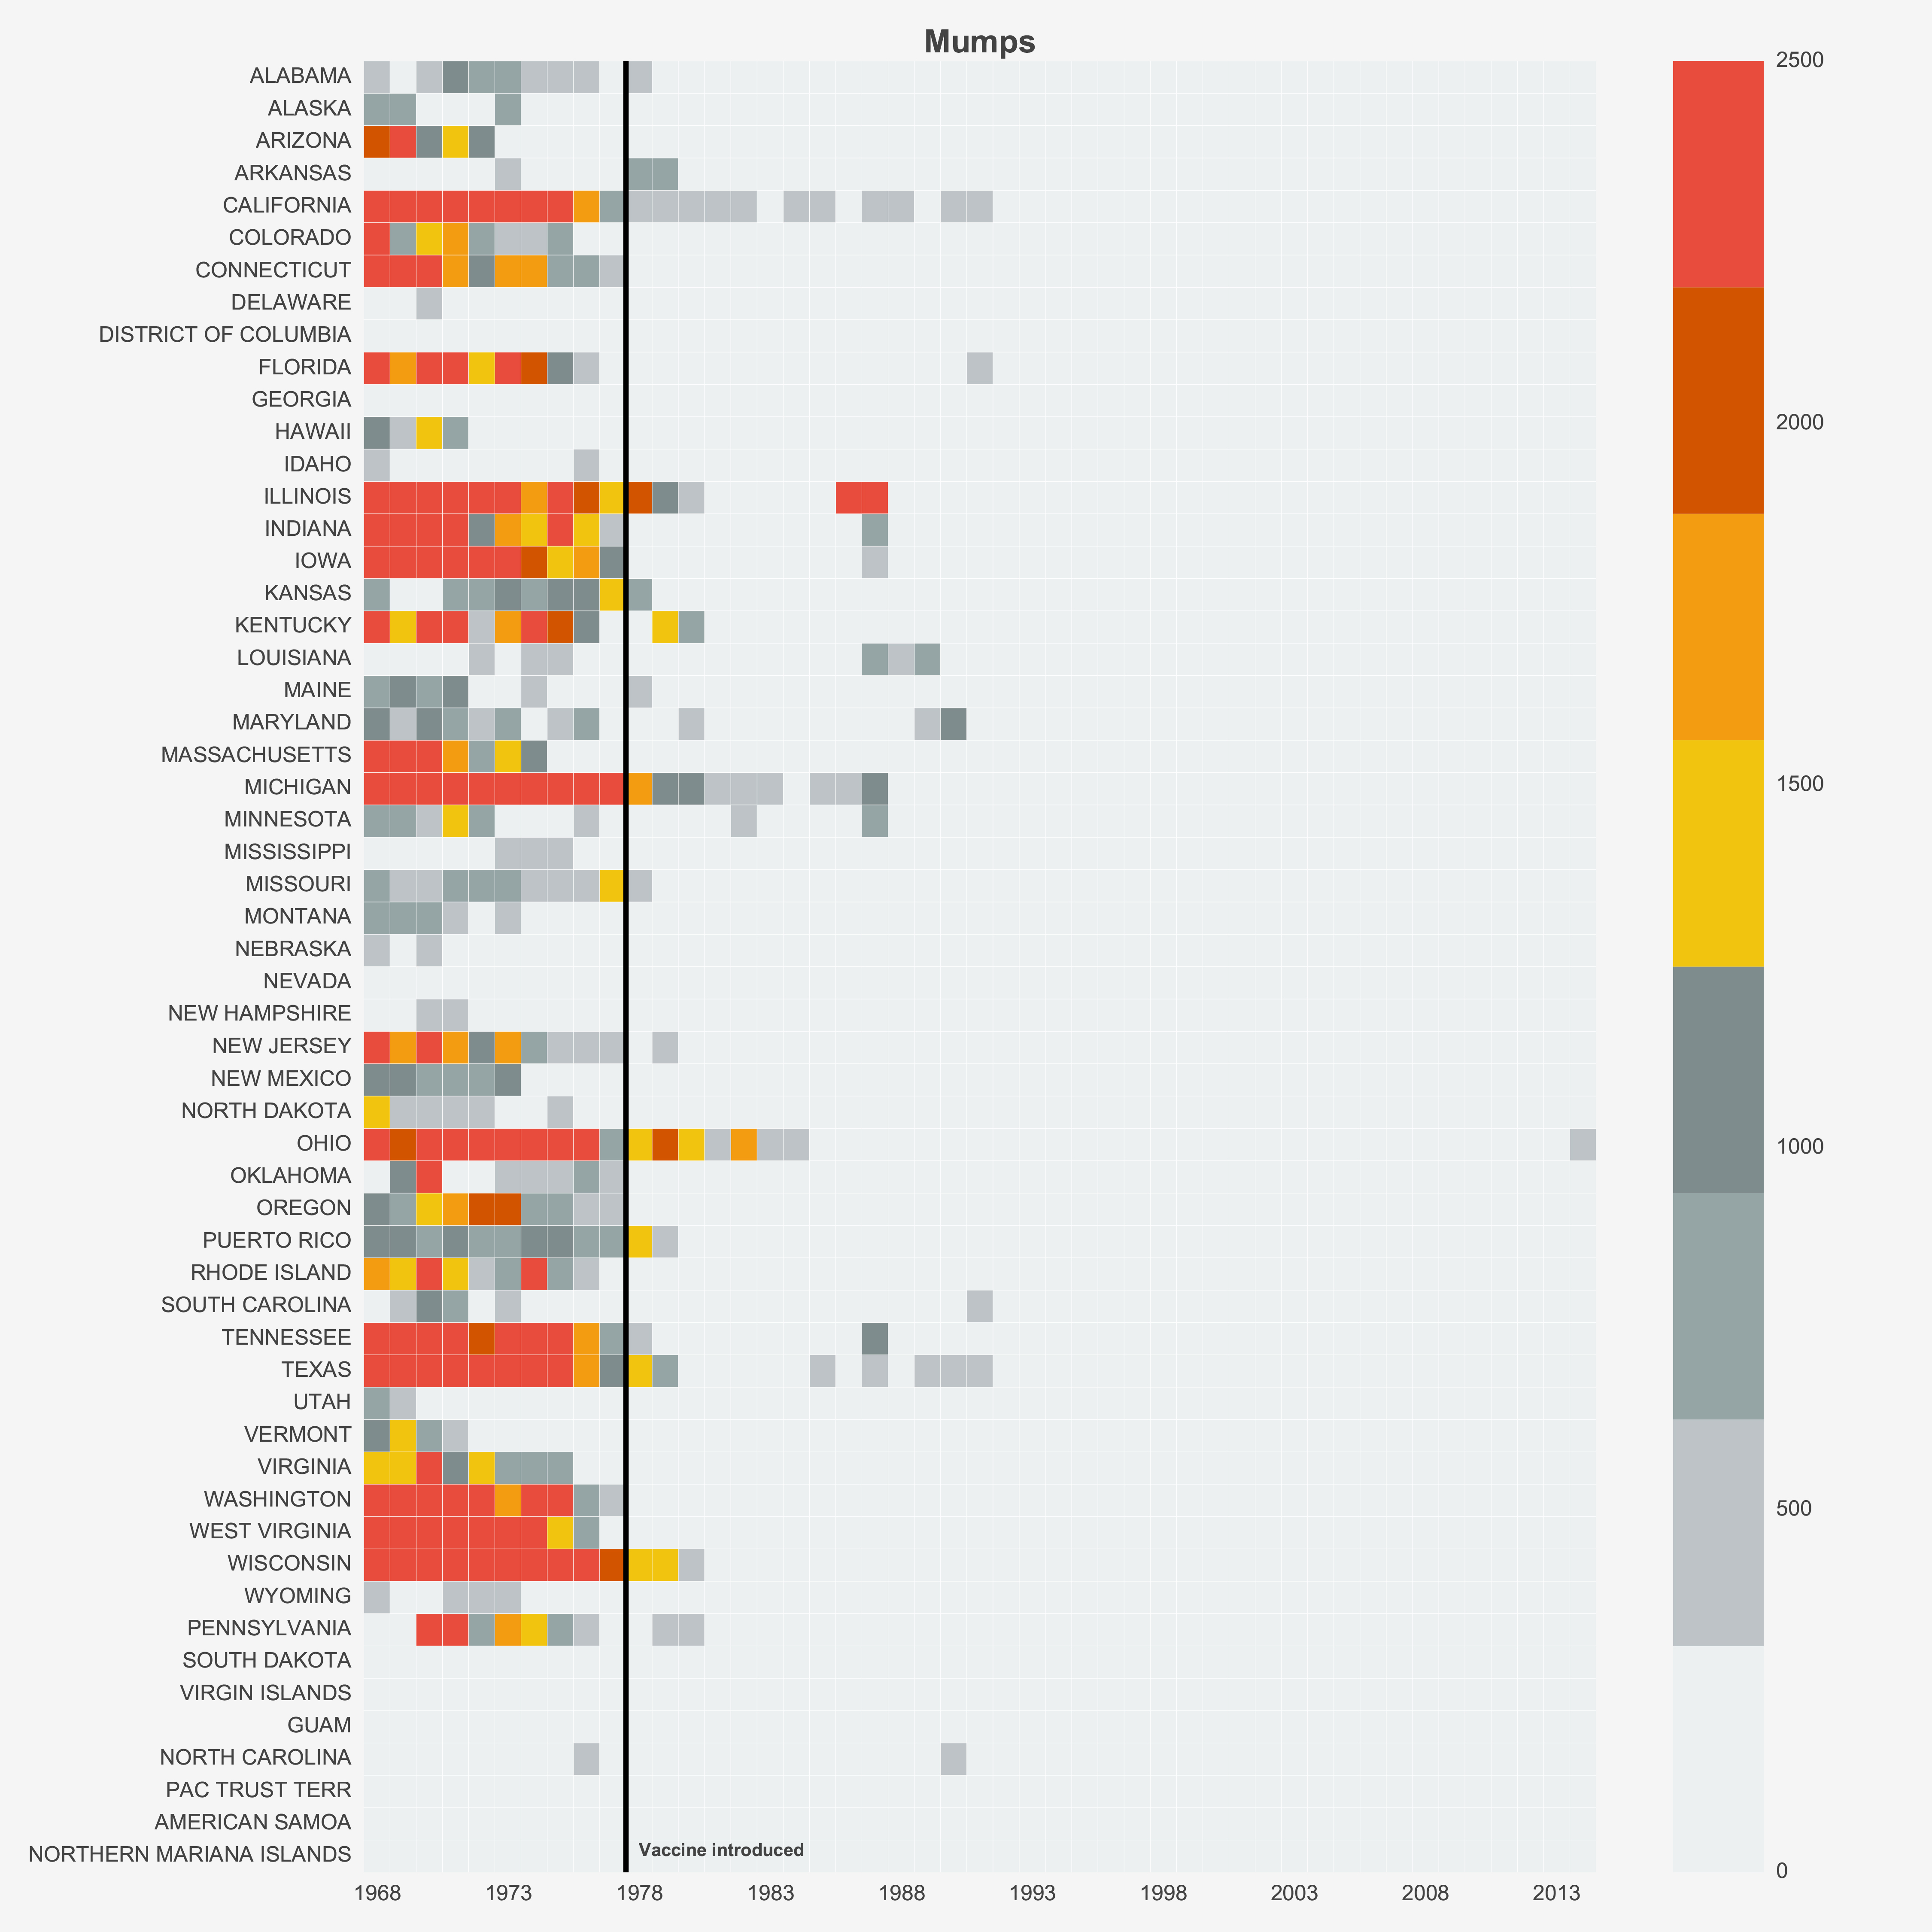 Mumps
ALABAMA
ALASKA
ARIZONA
ARKANSAS
CALIFORNIA
COLORADO
CONNECTICUT
DELAWARE
DISTRICT OF COLUMBIA
FLORIDA
GEORGIA
HAWAII
IDAHO
ILLINOIS
INDIANA
IOWA
KANSAS
KENTUCKY
LOUISIANA
MAINE
MARYLAND
MASSACHUSETTS
MICHIGAN
MINNESOTA
MISSISSIPPI
MISSOURI
MONTANA
NEBRASKA
NEVADA
NEW HAMPSHIRE
NEW JERSEY
NEW MEXICO
NORTH DAKOTA
OHIO
OKLAHOMA
OREGON
PUERTO RICO
RHODE ISLAND
SOUTH CAROLINA
TENNESSEE
TEXAS
UTAH
VERMONT
VIRGINIA
WASHINGTON
WEST VIRGINIA
WISCONSIN
WYOMING
PENNSYLVANIA
SOUTH DAKOTA
VIRGIN ISLANDS
GUAM
NORTH CAROLINA
PAC TRUST TERR
AMERICAN SAMOA
NORTHERN MARIANA ISLANDS
Vaccine introduced
1968 1973 1978 1983 1988 1993 1998 2003 2008 2013
2500
2000
1500
1000
500
0